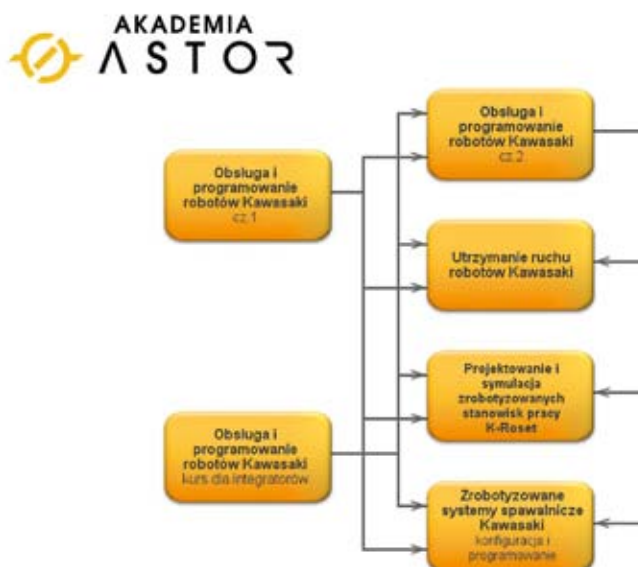 AKADEMIA
ASTOR
Obsługa i
programowanie
robotów Kawasaki
cz.1
Obsługa i
programowanie
robotów Kawasaki
kurs dla integratorów
Obsługa i
programowanie
robotów Kawasaki
cz.2
Utrzymanie ruchu
robotów Kawasaki
Projektowanie i
symulacja
zrobotyzowanych
stanowisk pracy
K-Roset
Zrobotyzowane
systemy spawalnicze
Kawasaki
konfiguracja i
programowanie